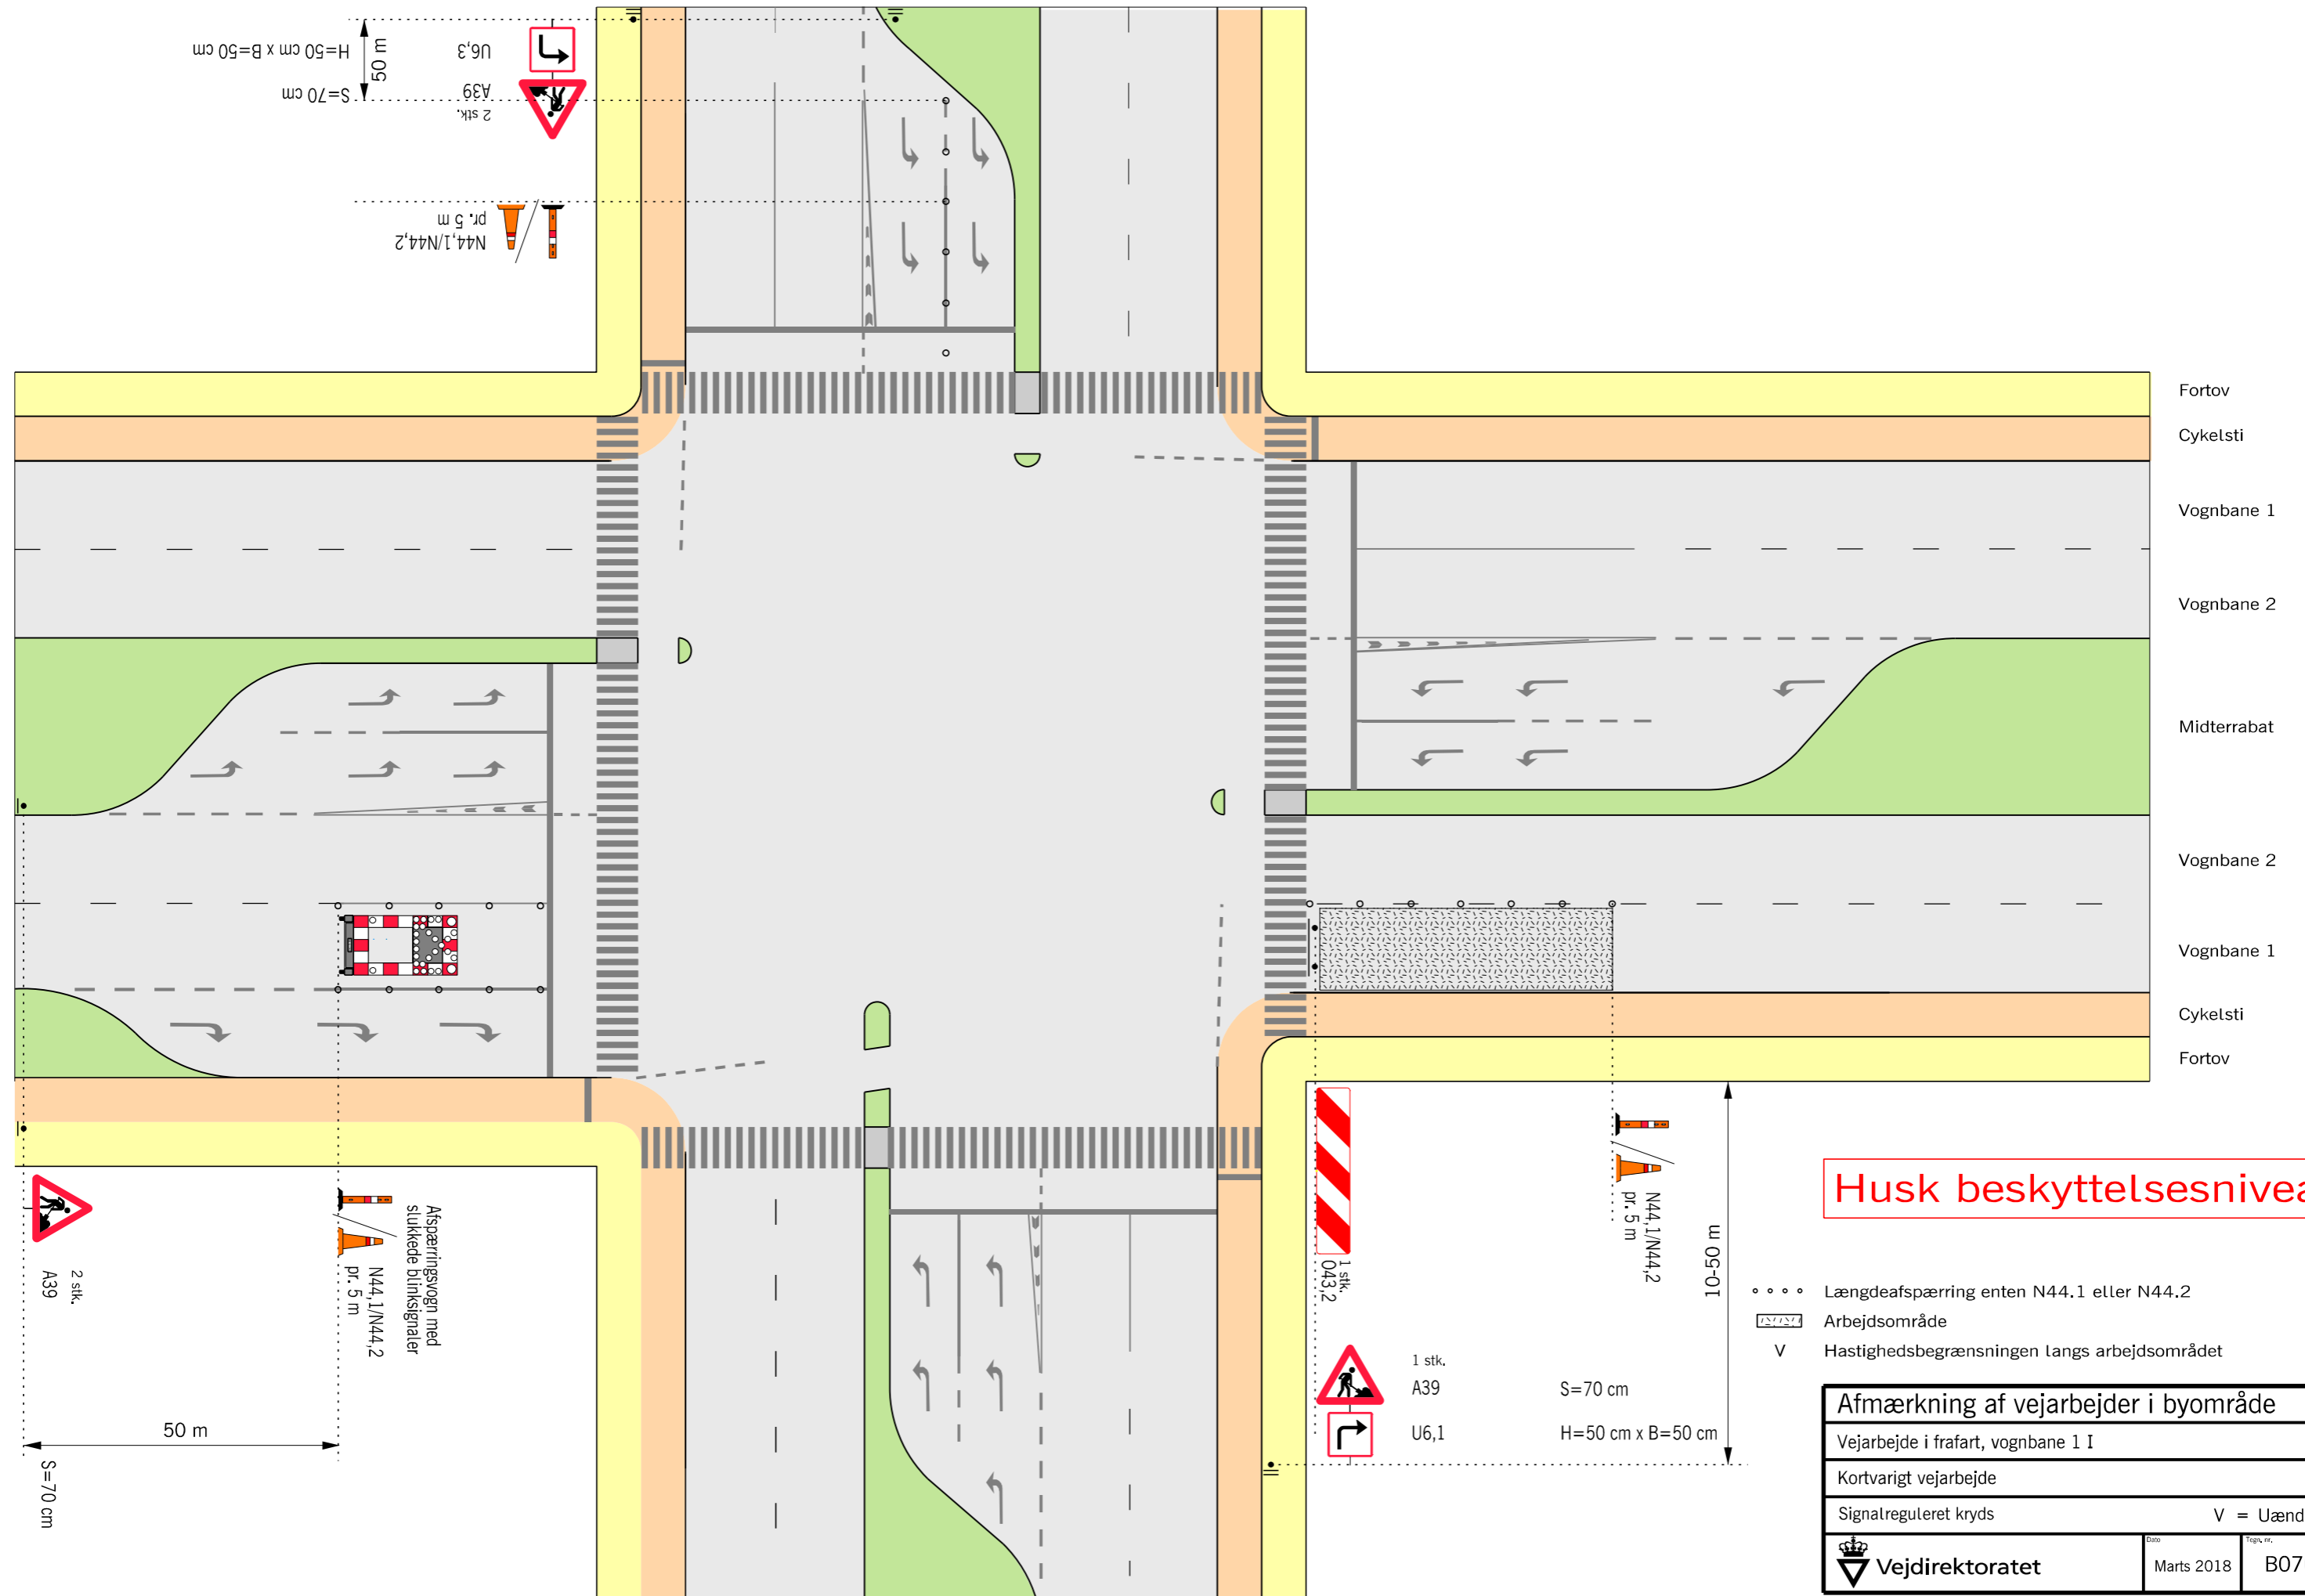 H=50 cm x B=50 cm
U6,3
50 m
S=70 cm
A39
2 stk.
pr. 5 m
N44,1/N44,2
Fortov
Cykelsti
Vognbane 1
Vognbane 2
Midterrabat
Vognbane 2
Vognbane 1
Cykelsti
Fortov
2 stk.
A39
S=70 cm
50 m
Afspærringsvogn med
slukkede blinksignaler
N44,1/N44,2
pr. 5 m
1 stk.
043,2
N44,1/N44,2
pr. 5 m
10-50 m
1 stk.
A39
S=70 cm
U6,1
H=50 cm x B=50 cm
Husk
Længdeafspærring enten N44.1 eller N44.2
Arbejdsområde
V Hastighedsbegrænsningen langs arbejdsområdet
Afmærkning af vejarbejder i byområde
Vejarbejde i frafart, vognbane 1 I
Kortvarigt vejarbejde
Signalreguleret kryds V =
Vejdirektoratet
Dato
Marts 2018
Tegn. nr.
B07